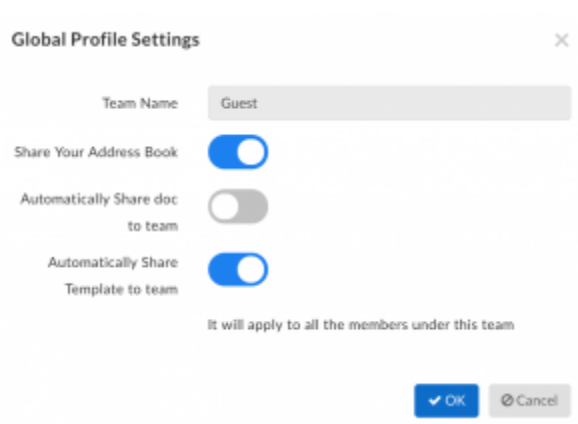 Global Profile Settings
Team Name
Guest
Share Your Address Book
Automatically Share doc
to team
Automatically Share
Template to team
It will apply to all the members under this team
OK
Cancel